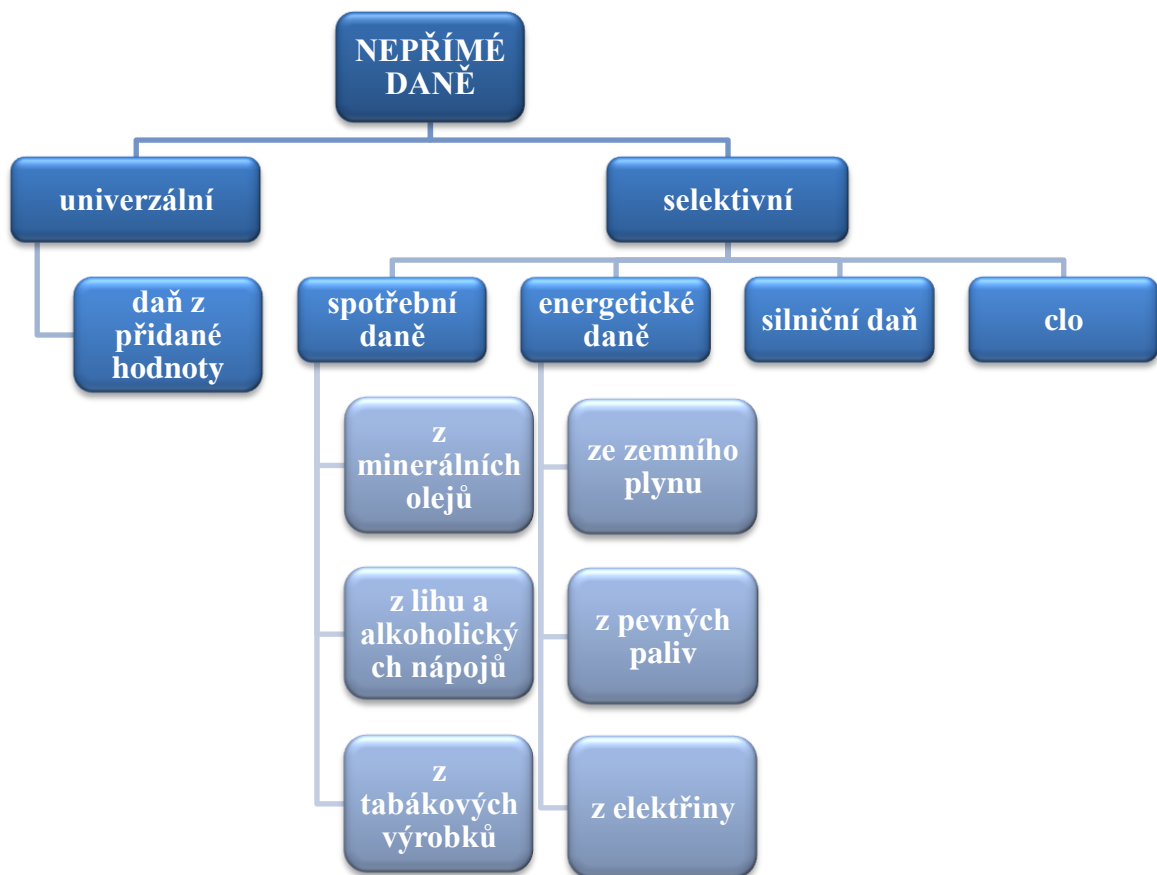 NEPŘÍMÉ
DANĚ
univerzální
selektivní
daň z
přidané
hodnoty
spotřební
daně
energetické
daně
silniční daň
clo
z
minerálních
olejů
ze zemního
plynu
z lihu a
alkoholický
ch nápojů
z pevných
paliv
z
tabákových
výrobků
z elektřiny